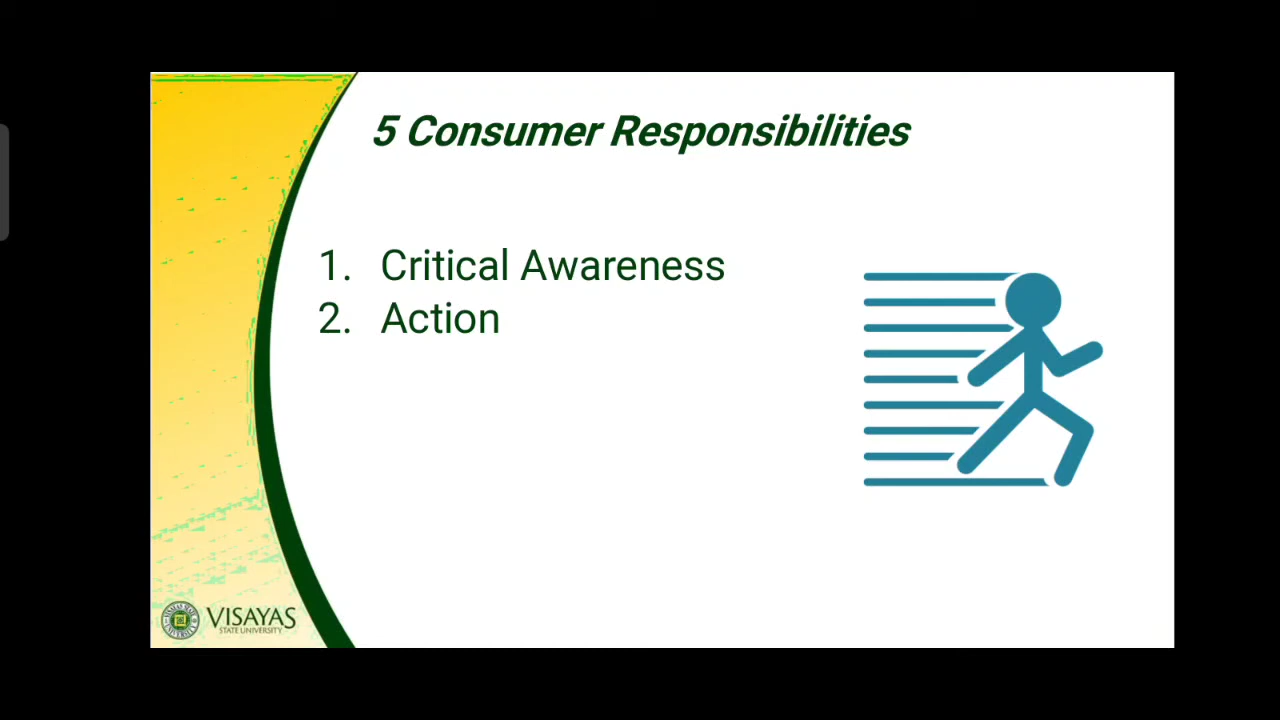 5 Consumer Responsibilities
1. Critical Awareness
2. Action
VISAYAS
STATE UNIVERSITY